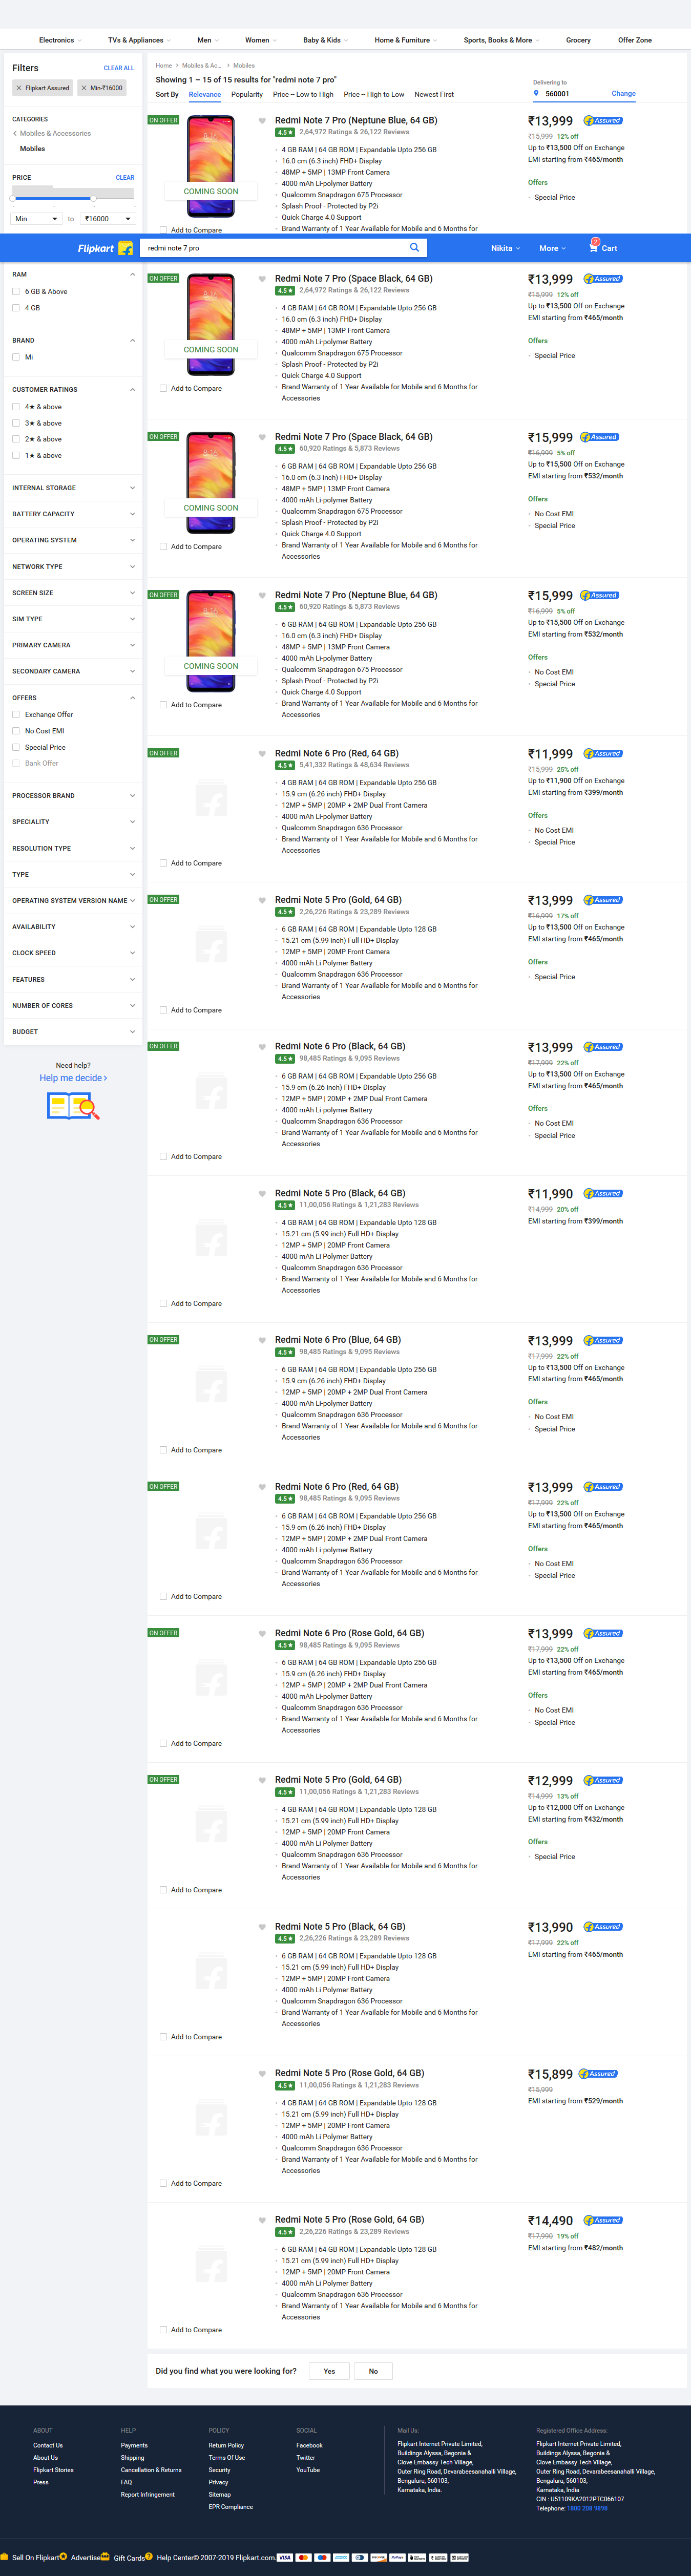 Electronics TVs & Appliances Men Women Baby & Kids Home & Furniture Sports, Books & More Grocery Offer Zone
Filters CLEAR ALL
Flipkart Assured Min-₹16000
CATEGORIES
Mobiles & Accessories
Mobiles
PRICE CLEAR
Min to ₹16000
Home Mobiles & Ac... Mobiles
Showing 1 – 15 of 15 results for "redmi note 7 pro"
Sort By Relevance Popularity Price -- Low to High Price -- High to Low Newest First
Delivering to
560001 Change
ON OFFER
COMING SOON
Add to Compare
Redmi Note 7 Pro (Neptune Blue, 64 GB)
4.5★ 2,64,972 Ratings & 26,122 Reviews
4 GB RAM | 64 GB ROM | Expandable Upto 256 GB
16.0 cm (6.3 inch) FHD+ Display
48MP + 5MP | 13MP Front Camera
4000 mAh Li-polymer Battery
Qualcomm Snapdragon 675 Processor
Splash Proof - Protected by P2i
Quick Charge 4.0 Support
Brand Warranty of 1 Year Available for Mobile and 6 Months for
₹13,999 Assured
₹15,999 12% off
Up to ₹13,500 Off on Exchange
EMI starting from ₹465/month
Offers
Special Price
Flipkart redmi note 7 pro Nikita More 2 Cart
RAM
6 GB & Above
4 GB
BRAND
Mi
CUSTOMER RATINGS
4★ & above
3★ & above
2★ & above
1★ & above
INTERNAL STORAGE
BATTERY CAPACITY
OPERATING SYSTEM
NETWORK TYPE
SCREEN SIZE
SIM TYPE
PRIMARY CAMERA
SECONDARY CAMERA
OFFERS
Exchange Offer
No Cost EMI
Special Price
Bank Offer
PROCESSOR BRAND
SPECIALITY
RESOLUTION TYPE
TYPE
OPERATING SYSTEM VERSION NAME
AVAILABILITY
CLOCK SPEED
FEATURES
NUMBER OF CORES
BUDGET
Need help?
Help me decide
ON OFFER
COMING SOON
Add to Compare
Redmi Note 7 Pro (Space Black, 64 GB)
4.5★ 2,64,972 Ratings & 26,122 Reviews
4 GB RAM | 64 GB ROM | Expandable Upto 256 GB
16.0 cm (6.3 inch) FHD+ Display
48MP + 5MP | 13MP Front Camera
4000 mAh Li-polymer Battery
Qualcomm Snapdragon 675 Processor
Splash Proof - Protected by P2i
Quick Charge 4.0 Support
Brand Warranty of 1 Year Available for Mobile and 6 Months for
Accessories
₹13,999 Assured
₹15,999 12% off
Up to ₹13,500 Off on Exchange
EMI starting from ₹465/month
Offers
Special Price
ON OFFER
COMING SOON
Add to Compare
Redmi Note 7 Pro (Space Black, 64 GB)
4.5★ 60,920 Ratings & 5,873 Reviews
6 GB RAM | 64 GB ROM | Expandable Upto 256 GB
16.0 cm (6.3 inch) FHD+ Display
48MP + 5MP | 13MP Front Camera
4000 mAh Li-polymer Battery
Qualcomm Snapdragon 675 Processor
Splash Proof - Protected by P2i
Quick Charge 4.0 Support
Brand Warranty of 1 Year Available for Mobile and 6 Months for
Accessories
₹15,999 Assured
₹16,999 5% off
Up to ₹15,500 Off on Exchange
EMI starting from ₹532/month
Offers
No Cost EMI
Special Price
ON OFFER
COMING SOON
Add to Compare
Redmi Note 7 Pro (Neptune Blue, 64 GB)
4.5★ 60,920 Ratings & 5,873 Reviews
6 GB RAM | 64 GB ROM | Expandable Upto 256 GB
16.0 cm (6.3 inch) FHD+ Display
48MP + 5MP | 13MP Front Camera
4000 mAh Li-polymer Battery
Qualcomm Snapdragon 675 Processor
Splash Proof - Protected by P2i
Quick Charge 4.0 Support
Brand Warranty of 1 Year Available for Mobile and 6 Months for
Accessories
₹15,999 Assured
₹16,999 5% off
Up to ₹15,500 Off on Exchange
EMI starting from ₹532/month
Offers
No Cost EMI
Special Price
ON OFFER
Add to Compare
Redmi Note 6 Pro (Red, 64 GB)
4.5★ 5,41,332 Ratings & 48,634 Reviews
4 GB RAM | 64 GB ROM | Expandable Upto 256 GB
15.9 cm (6.26 inch) FHD+ Display
12MP + 5MP | 20MP + 2MP Dual Front Camera
4000 mAh Li-polymer Battery
Qualcomm Snapdragon 636 Processor
Brand Warranty of 1 Year Available for Mobile and 6 Months for
Accessories
₹11,999 Assured
₹15,999 25% off
Up to ₹11,900 Off on Exchange
EMI starting from ₹399/month
Offers
No Cost EMI
Special Price
ON OFFER
Add to Compare
Redmi Note 5 Pro (Gold, 64 GB)
4.5★ 2,26,226 Ratings & 23,289 Reviews
6 GB RAM | 64 GB ROM | Expandable Upto 128 GB
15.21 cm (5.99 inch) Full HD+ Display
12MP + 5MP | 20MP Front Camera
4000 mAh Li Polymer Battery
Qualcomm Snapdragon 636 Processor
Brand Warranty of 1 Year Available for Mobile and 6 Months for
Accessories
₹13,999 Assured
₹16,999 17% off
Up to ₹13,500 Off on Exchange
EMI starting from ₹465/month
Offers
Special Price
ON OFFER
Add to Compare
Redmi Note 6 Pro (Black, 64 GB)
4.5★ 98,485 Ratings & 9,095 Reviews
6 GB RAM | 64 GB ROM | Expandable Upto 256 GB
15.9 cm (6.26 inch) FHD+ Display
12MP + 5MP | 20MP + 2MP Dual Front Camera
4000 mAh Li-polymer Battery
Qualcomm Snapdragon 636 Processor
Brand Warranty of 1 Year Available for Mobile and 6 Months for
Accessories
₹13,999 Assured
₹17,999 22% off
Up to ₹13,500 Off on Exchange
EMI starting from ₹465/month
Offers
No Cost EMI
Special Price
Add to Compare
Redmi Note 5 Pro (Black, 64 GB)
4.5★ 11,00,056 Ratings & 1,21,283 Reviews
4 GB RAM | 64 GB ROM | Expandable Upto 128 GB
15.21 cm (5.99 inch) Full HD+ Display
12MP + 5MP | 20MP Front Camera
4000 mAh Li Polymer Battery
Qualcomm Snapdragon 636 Processor
Brand Warranty of 1 Year Available for Mobile and 6 Months for
Accessories
₹11,990 Assured
₹14,999 20% off
EMI starting from ₹399/month
ON OFFER
Add to Compare
Redmi Note 6 Pro (Blue, 64 GB)
4.5★ 98,485 Ratings & 9,095 Reviews
6 GB RAM | 64 GB ROM | Expandable Upto 256 GB
15.9 cm (6.26 inch) FHD+ Display
12MP + 5MP | 20MP + 2MP Dual Front Camera
4000 mAh Li-polymer Battery
Qualcomm Snapdragon 636 Processor
Brand Warranty of 1 Year Available for Mobile and 6 Months for
Accessories
₹13,999 Assured
₹17,999 22% off
Up to ₹13,500 Off on Exchange
EMI starting from ₹465/month
Offers
No Cost EMI
Special Price
ON OFFER
Add to Compare
Redmi Note 6 Pro (Red, 64 GB)
4.5★ 98,485 Ratings & 9,095 Reviews
6 GB RAM | 64 GB ROM | Expandable Upto 256 GB
15.9 cm (6.26 inch) FHD+ Display
12MP + 5MP | 20MP + 2MP Dual Front Camera
4000 mAh Li-polymer Battery
Qualcomm Snapdragon 636 Processor
Brand Warranty of 1 Year Available for Mobile and 6 Months for
Accessories
₹13,999 Assured
₹17,999 22% off
Up to ₹13,500 Off on Exchange
EMI starting from ₹465/month
Offers
No Cost EMI
Special Price
ON OFFER
Add to Compare
Redmi Note 6 Pro (Rose Gold, 64 GB)
4.5★ 98,485 Ratings & 9,095 Reviews
6 GB RAM | 64 GB ROM | Expandable Upto 256 GB
15.9 cm (6.26 inch) FHD+ Display
12MP + 5MP | 20MP + 2MP Dual Front Camera
4000 mAh Li-polymer Battery
Qualcomm Snapdragon 636 Processor
Brand Warranty of 1 Year Available for Mobile and 6 Months for
Accessories
₹13,999 Assured
₹17,999 22% off
Up to ₹13,500 Off on Exchange
EMI starting from ₹465/month
Offers
No Cost EMI
Special Price
ON OFFER
Add to Compare
Redmi Note 5 Pro (Gold, 64 GB)
4.5★ 11,00,056 Ratings & 1,21,283 Reviews
4 GB RAM | 64 GB ROM | Expandable Upto 128 GB
15.21 cm (5.99 inch) Full HD+ Display
12MP + 5MP | 20MP Front Camera
4000 mAh Li Polymer Battery
Qualcomm Snapdragon 636 Processor
Brand Warranty of 1 Year Available for Mobile and 6 Months for
Accessories
₹12,999 Assured
₹14,999 13% off
Up to ₹12,000 Off on Exchange
EMI starting from ₹432/month
Offers
Special Price
Add to Compare
Redmi Note 5 Pro (Black, 64 GB)
4.5★ 2,26,226 Ratings & 23,289 Reviews
6 GB RAM | 64 GB ROM | Expandable Upto 128 GB
15.21 cm (5.99 inch) Full HD+ Display
12MP + 5MP | 20MP Front Camera
4000 mAh Li Polymer Battery
Qualcomm Snapdragon 636 Processor
Brand Warranty of 1 Year Available for Mobile and 6 Months for
Accessories
₹13,990 Assured
₹17,999 22% off
EMI starting from ₹465/month
Add to Compare
Redmi Note 5 Pro (Rose Gold, 64 GB)
4.5★ 11,00,056 Ratings & 1,21,283 Reviews
4 GB RAM | 64 GB ROM | Expandable Upto 128 GB
15.21 cm (5.99 inch) Full HD+ Display
12MP + 5MP | 20MP Front Camera
4000 mAh Li Polymer Battery
Qualcomm Snapdragon 636 Processor
Brand Warranty of 1 Year Available for Mobile and 6 Months for
Accessories
₹15,899 Assured
₹15,999
EMI starting from ₹529/month
Add to Compare
Redmi Note 5 Pro (Rose Gold, 64 GB)
4.5★ 2,26,226 Ratings & 23,289 Reviews
6 GB RAM | 64 GB ROM | Expandable Upto 128 GB
15.21 cm (5.99 inch) Full HD+ Display
12MP + 5MP | 20MP Front Camera
4000 mAh Li Polymer Battery
Qualcomm Snapdragon 636 Processor
Brand Warranty of 1 Year Available for Mobile and 6 Months for
Accessories
₹14,490 Assured
₹17,990 19% off
EMI starting from ₹482/month
Did you find what you were looking for? Yes No
ABOUT
Contact Us
About Us
Flipkart Stories
Press
HELP
Payments
Shipping
Cancellation & Returns
FAQ
Report Infringement
POLICY
Return Policy
Terms Of Use
Security
Privacy
Sitemap
EPR Compliance
SOCIAL
Facebook
Twitter
YouTube
Mail Us:
Flipkart Internet Private Limited,
Buildings Alyssa, Begonia &
Clove Embassy Tech Village,
Outer Ring Road, Devarabeesanahalli Village,
Bengaluru, 560103,
Karnataka, India.
Registered Office Address:
Flipkart Internet Private Limited,
Buildings Alyssa, Begonia &
Clove Embassy Tech Village,
Outer Ring Road, Devarabeesanahalli Village,
Bengaluru, 560103,
Karnataka, India
CIN : U51109KA2012PTC066107
Telephone: 1800 208 9898
Sell On Flipkart Advertise Gift Cards Help Center © 2007-2019 Flipkart.com VISA